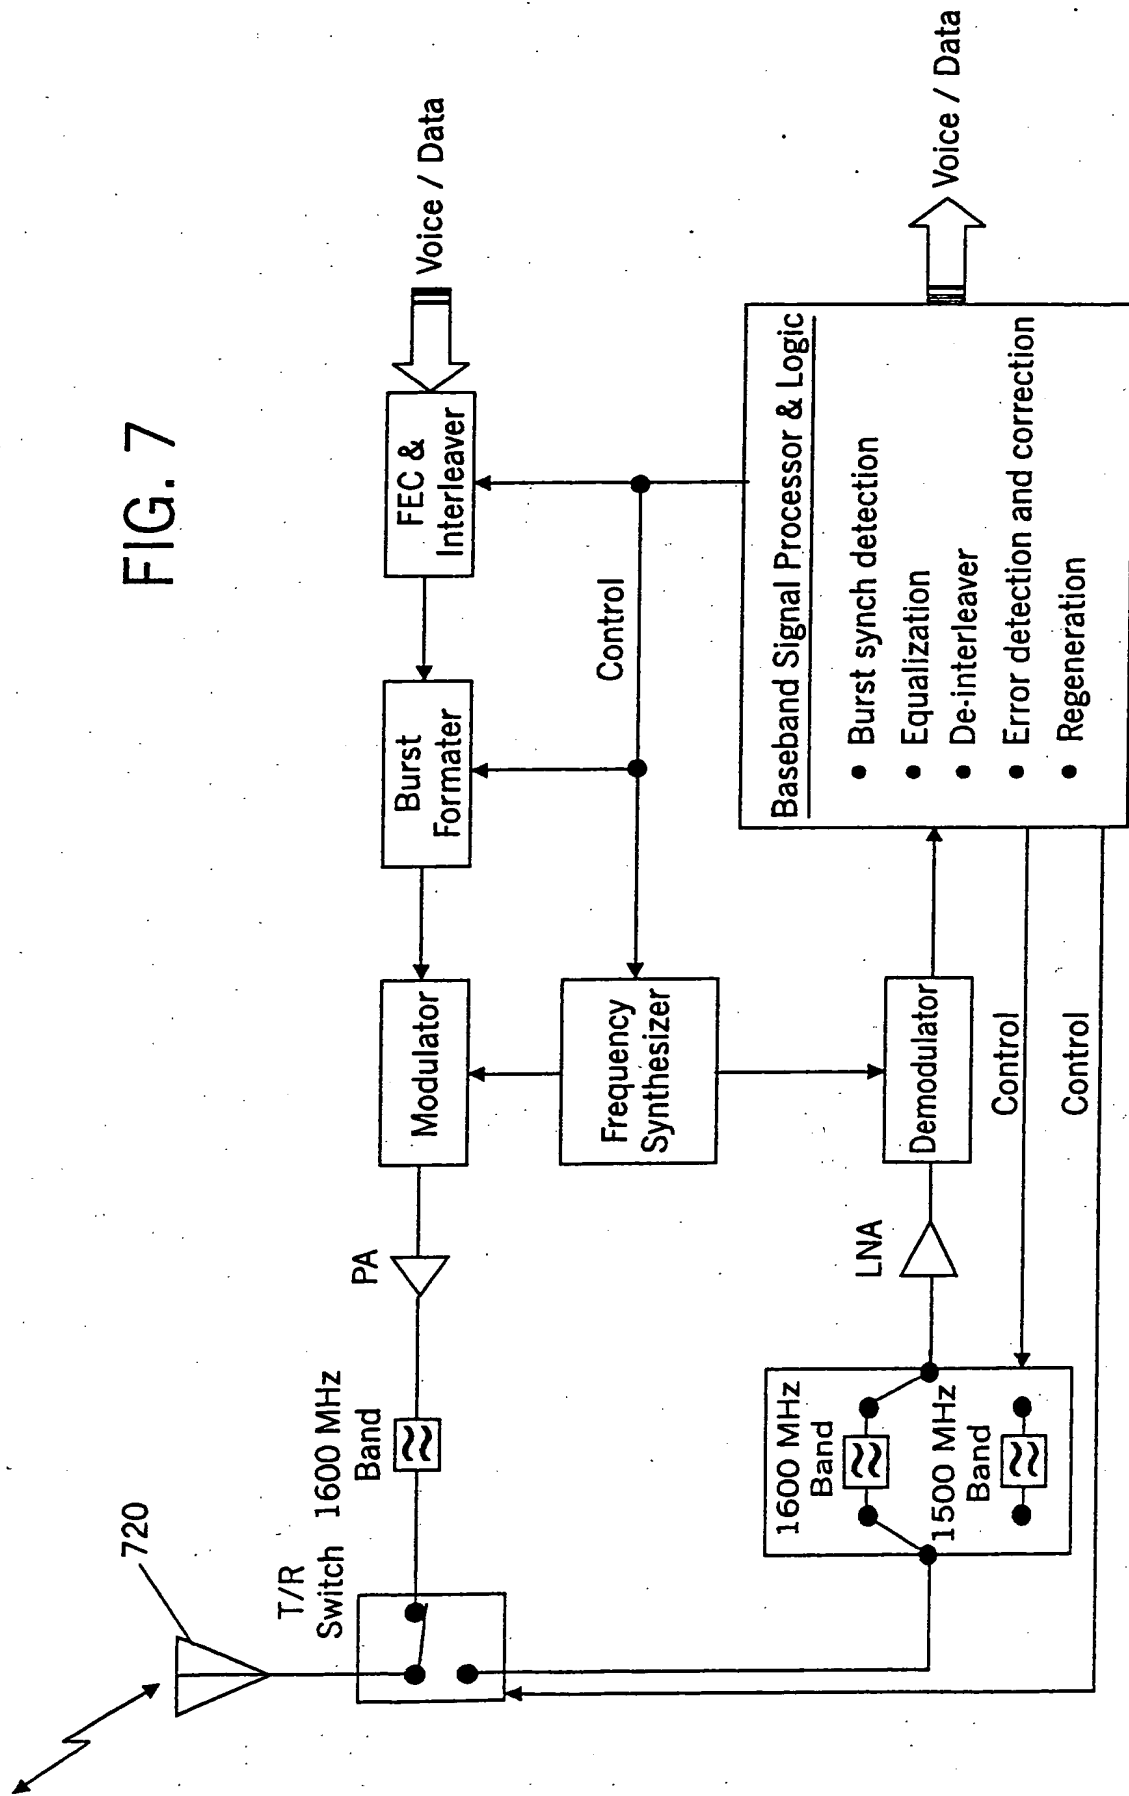 FIG. 7
720
T/R
Switch
1600 MHz
Band
PA
Modulator
Burst
Formater
FEC &
Interleaver
Voice / Data
Frequency
Synthesizer
Control
1600 MHz
Band
1500 MHz
Band
LNA
Demodulator
Control
Control
Baseband Signal Processor & Logic
• Burst synch detection
• Equalization
• De-interleaver
• Error detection and correction
• Regeneration
Voice / Data